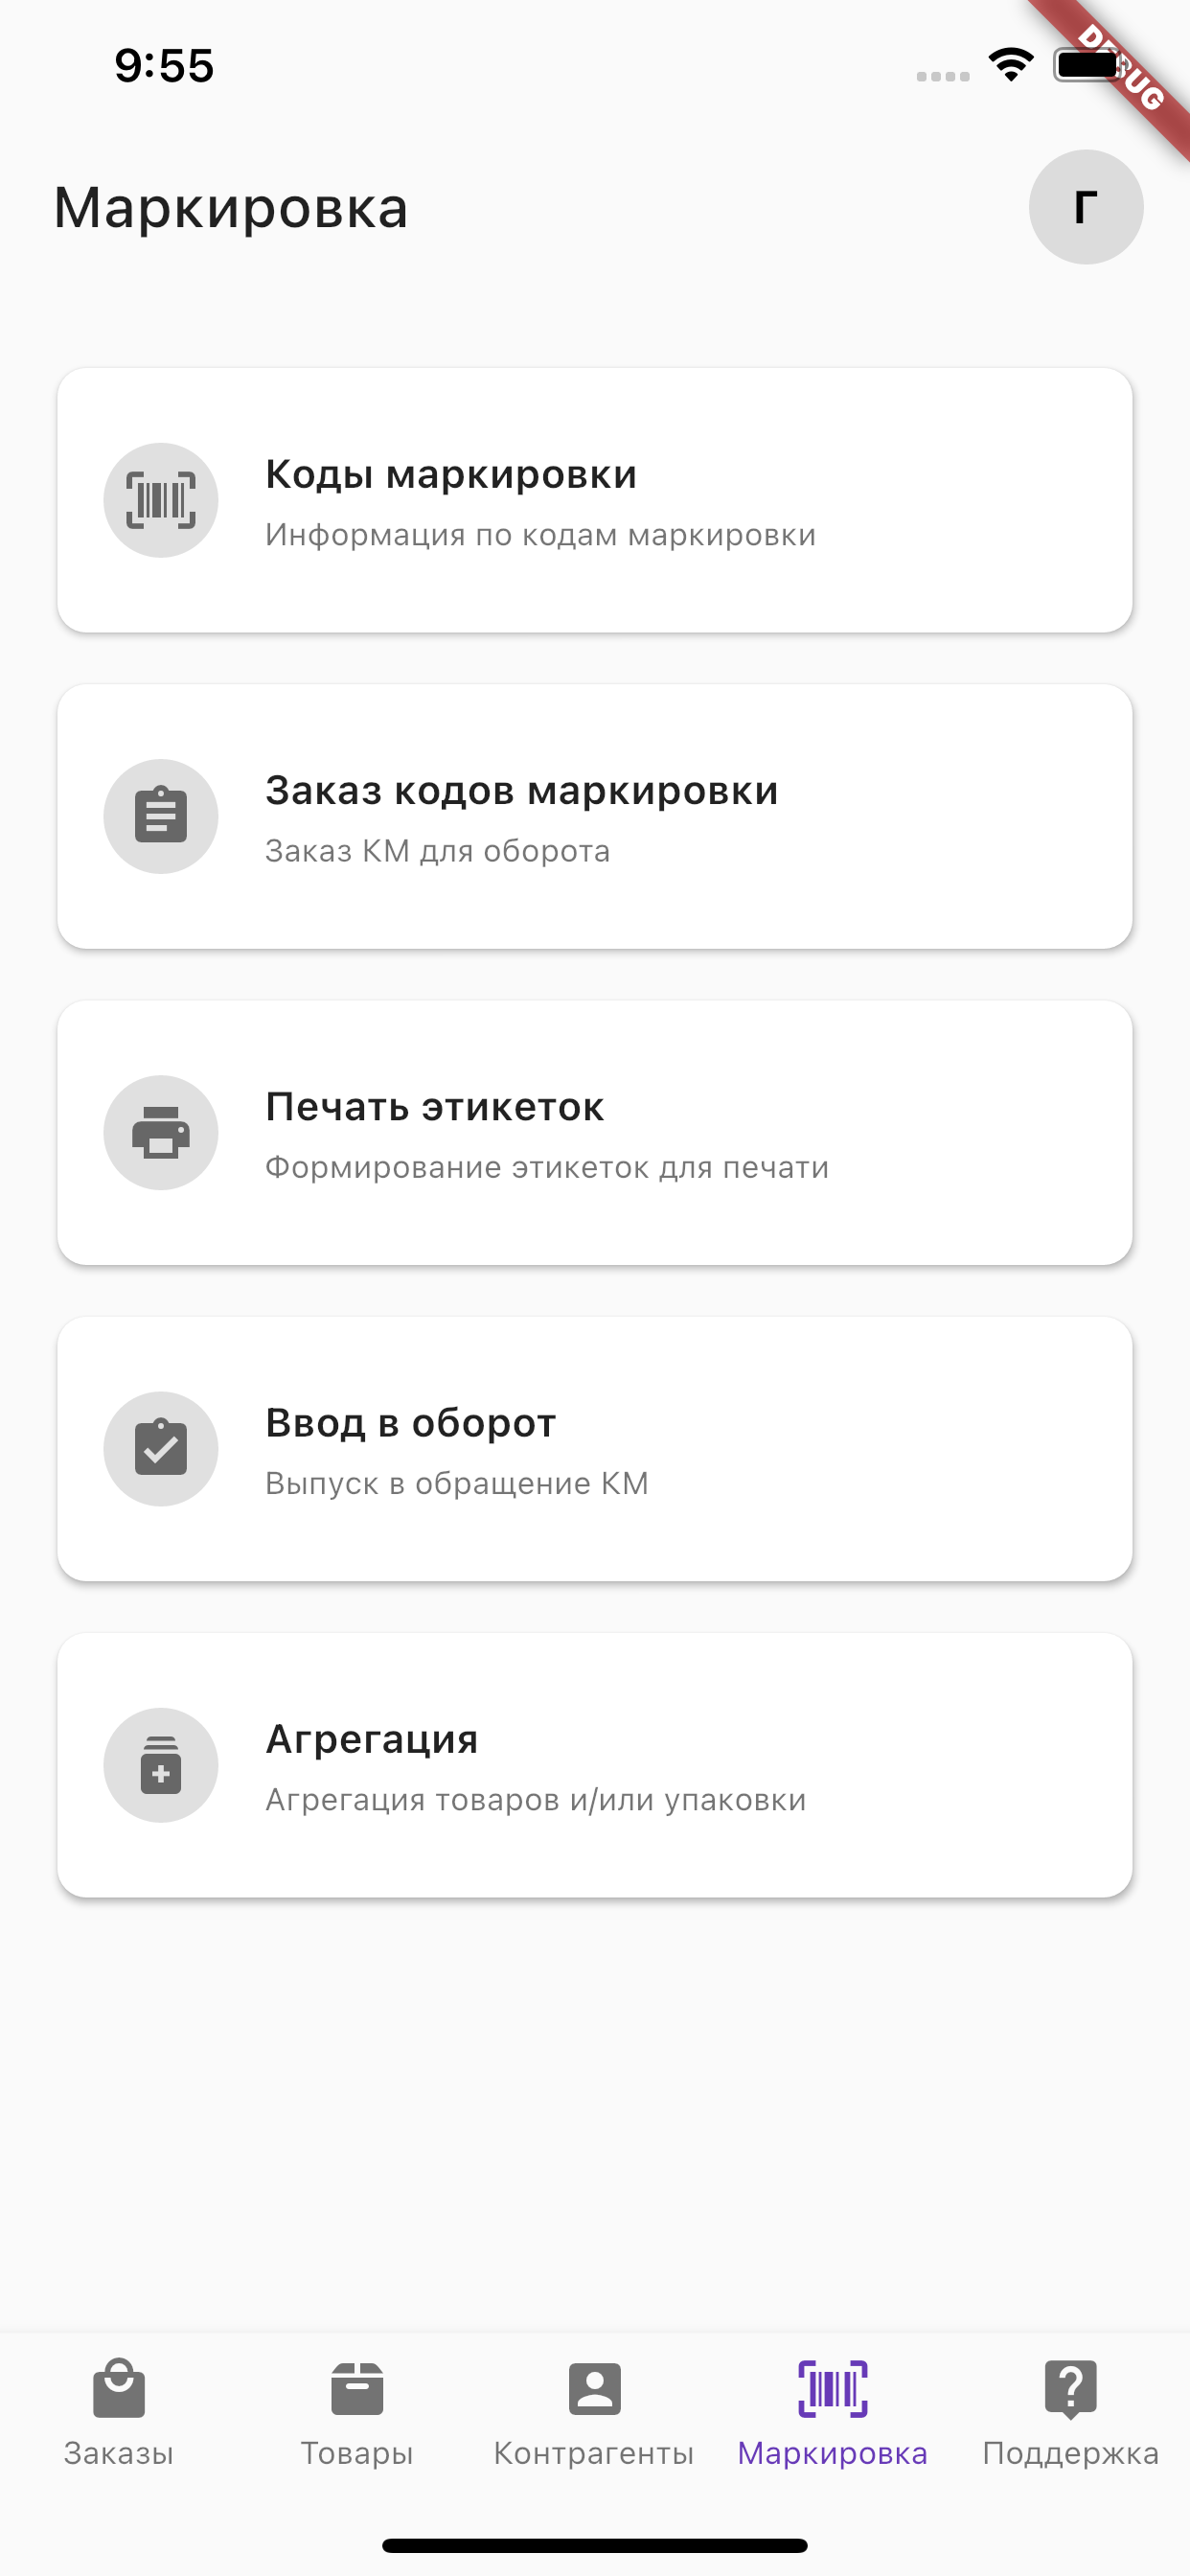 9:55
DEBUG
Маркировка
Г
Коды маркировки
Информация по кодам маркировки
Заказ кодов маркировки
Заказ КМ для оборота
Печать этикеток
Формирование этикеток для печати
Ввод в оборот
Выпуск в обращение КМ
Агрегация
Агрегация товаров и/или упаковки
Заказы
Товары
Контрагенты
Маркировка
Поддержка